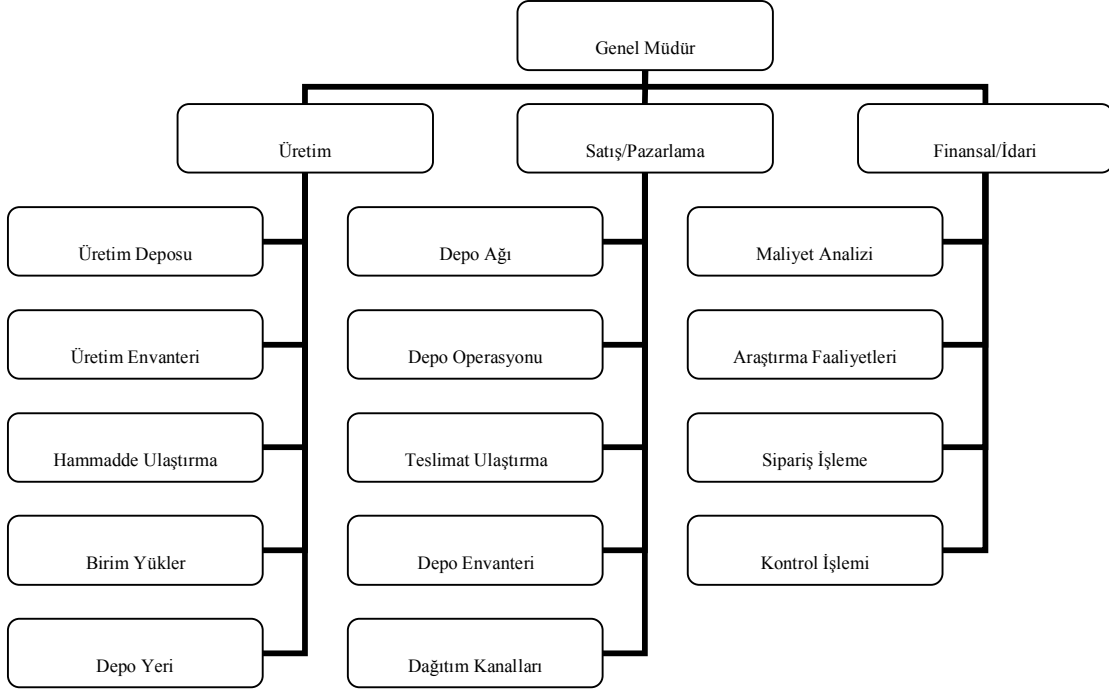 Genel Müdür
Üretim
Satış/Pazarlama
Finansal/İdari
Üretim Deposu
Depo Ağı
Maliyet Analizi
Üretim Envanteri
Depo Operasyonu
Araştırma Faaliyetleri
Hammadde Ulaştırma
Teslimat Ulaştırma
Sipariş İşleme
Birim Yükler
Depo Envanteri
Kontrol İşlemi
Depo Yeri
Dağıtım Kanalları